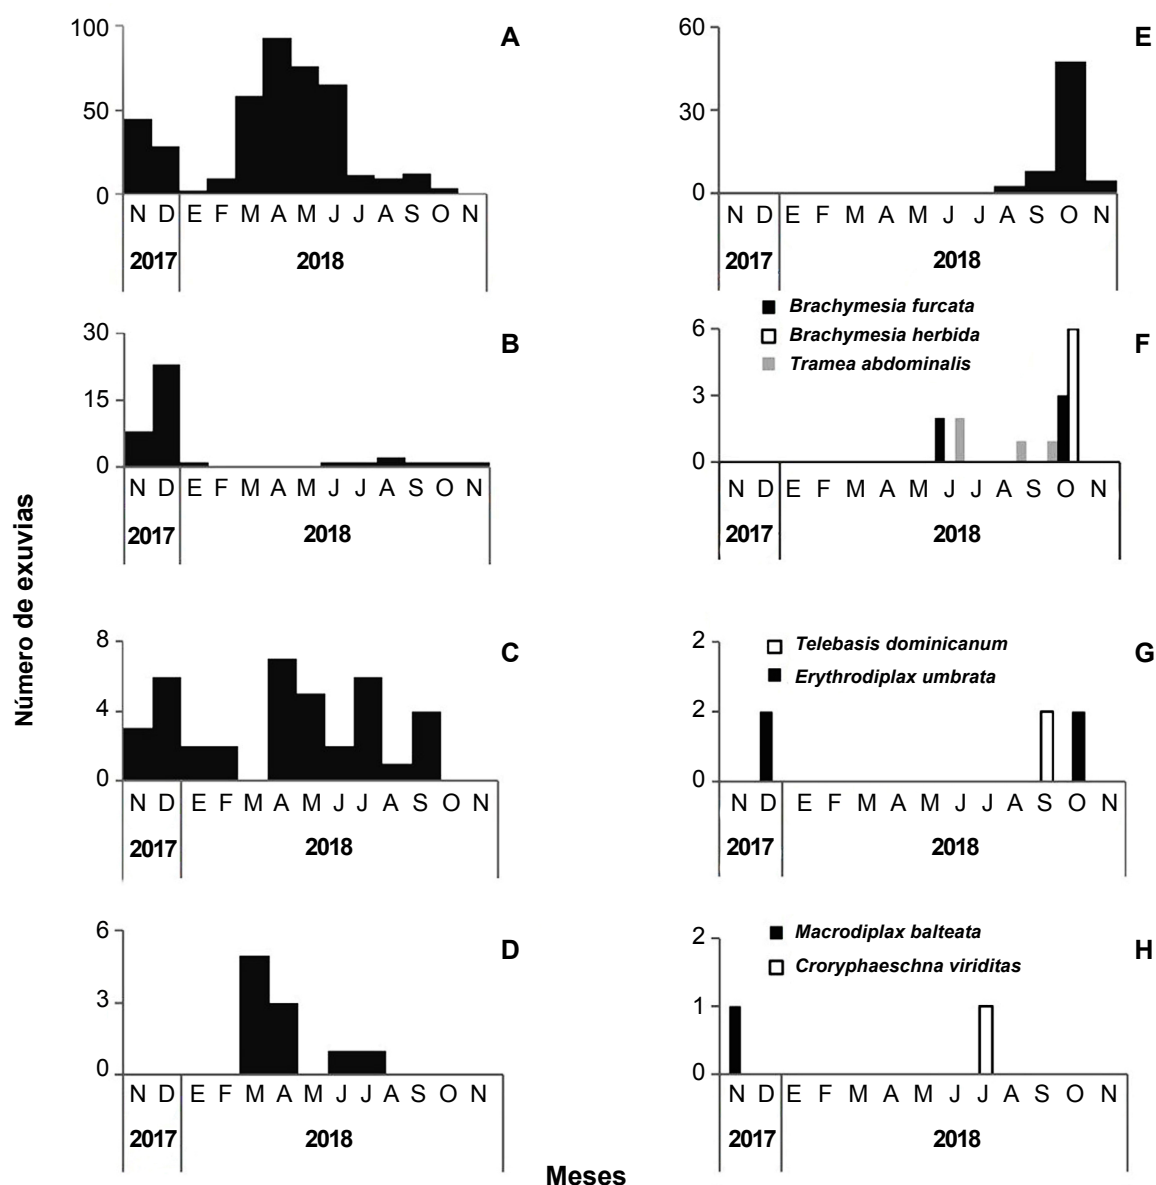 Número de exuvias
A
100
50
0
N D E F M A M J J A S O N
2017 2018
B
30
15
0
N D E F M A M J J A S O N
2017 2018
C
8
4
0
N D E F M A M J J A S O N
2017 2018
D
6
3
0
N D E F M A M J J A S O N
2017 2018
E
60
30
0
N D E F M A M J J A S O N
2017 2018
Brachymesia furcata
Brachymesia herbida
Tramea abdominalis
F
6
3
0
N D E F M A M J J A S O N
2017 2018
Telebasis dominicanum
Erythrodiplax umbrata
G
2
2
0
N D E F M A M J J A S O N
2017 2018
Macrodiplax balteata
Croryphaeschna viriditas
H
2
1
0
N D E F M A M J J A S O N
2017 2018
Meses